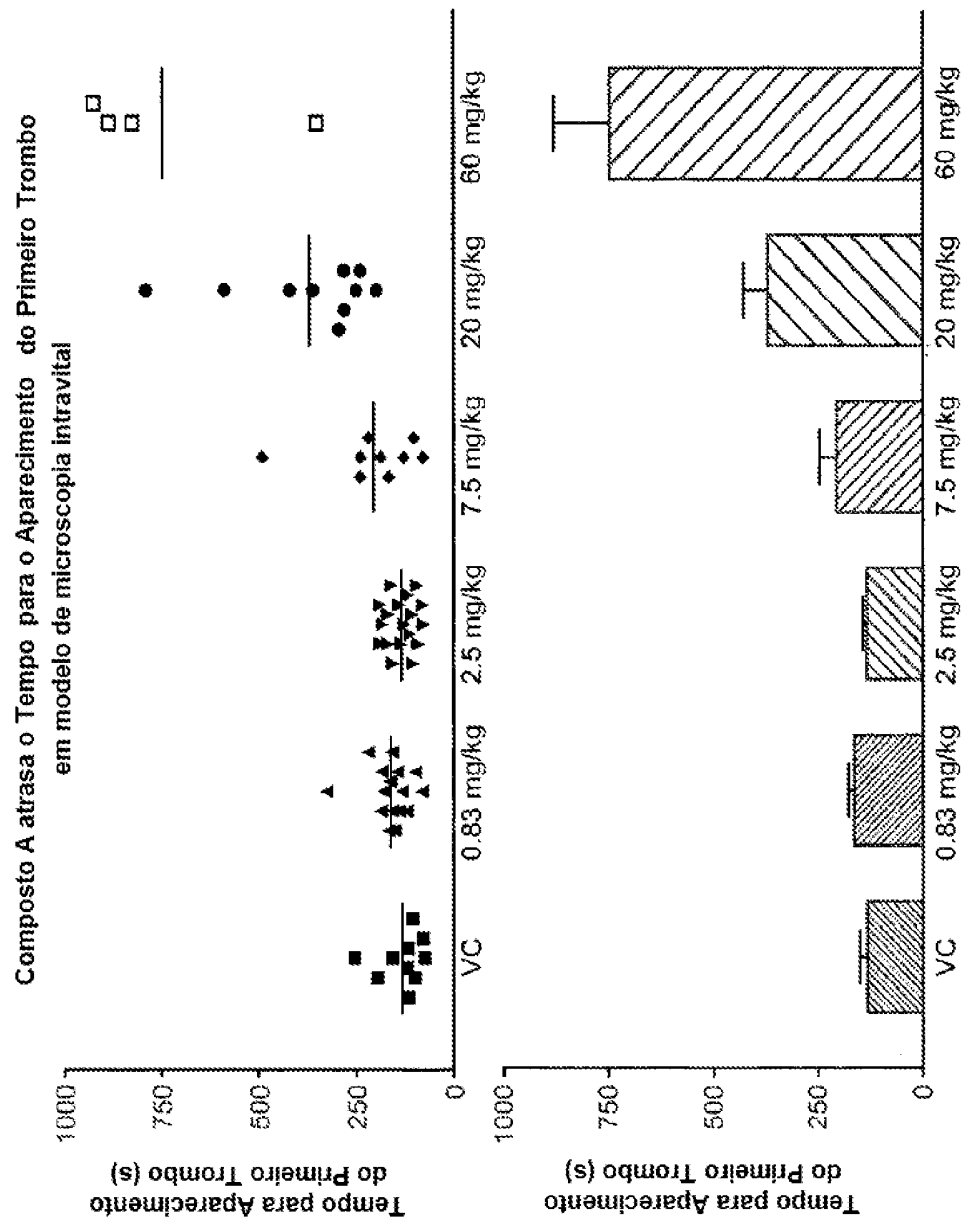 Composto A atrasa o Tempo para o Aparecimento do Primeiro Trombo
em modelo de microscopia intravital
Tempo para Aparecimento
do Primeiro Trombo (s)
1000
750
500
250
0
VC
0.83 mg/kg
2.5 mg/kg
7.5 mg/kg
20 mg/kg
60 mg/kg
Tempo para Aparecimento
do Primeiro Trombo (s)
1000
750
500
250
0
VC
0.83 mg/kg
2.5 mg/kg
7.5 mg/kg
20 mg/kg
60 mg/kg